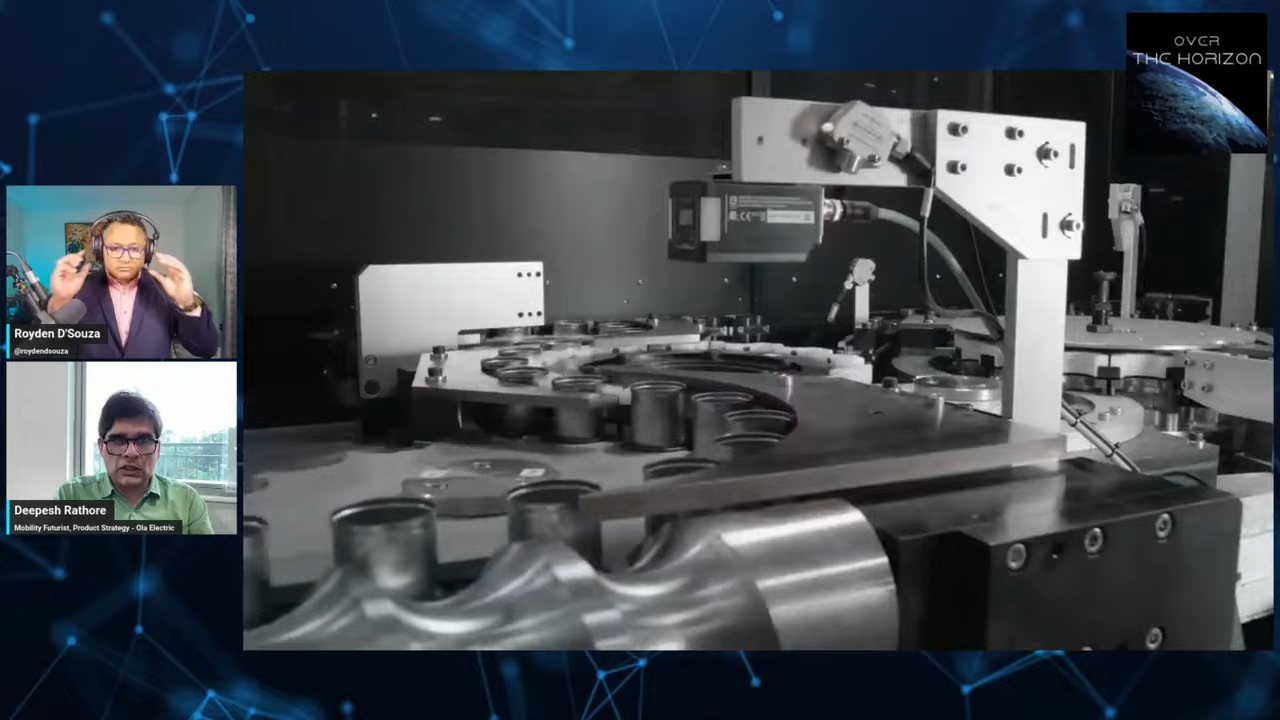 OVER
THE HORIZON
Royden D'Souza
@roydendsouza
Deepesh Rathore
Mobility Futurist, Product Strategy - Ola Electric